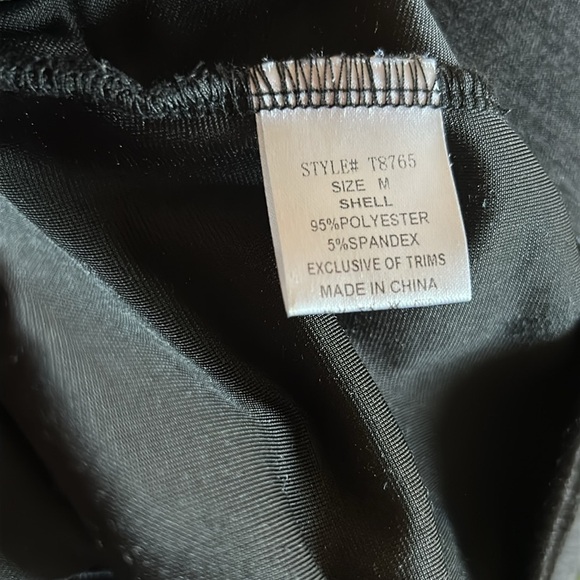 STYLE# T8765
SIZE M
SHELL
95%POLYESTER
5%SPANDEX
EXCLUSIVE OF TRIMS
MADE IN CHINA